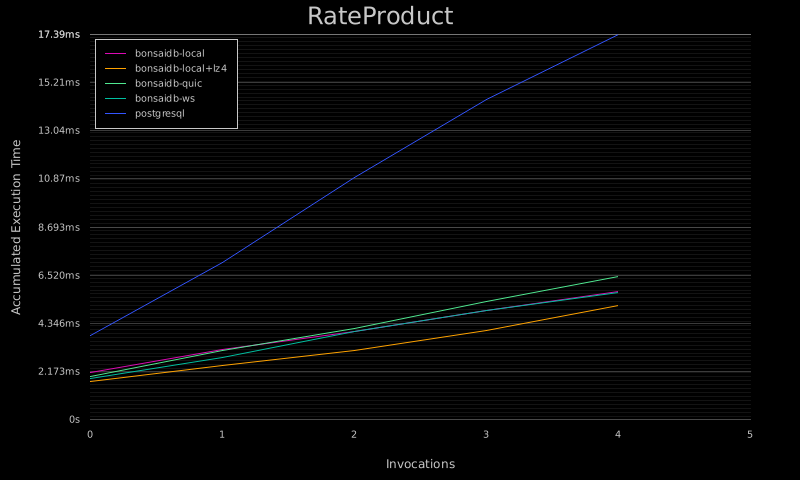 RateProduct
17.39ms
15.21ms
13.04ms
10.87ms
8.693ms
6.520ms
4.346ms
2.173ms
0s
Accumulated Execution Time
bonsaidb-local
bonsaidb-local+lz4
bonsaidb-quic
bonsaidb-ws
postgresql
0 1 2 3 4 5
Invocations